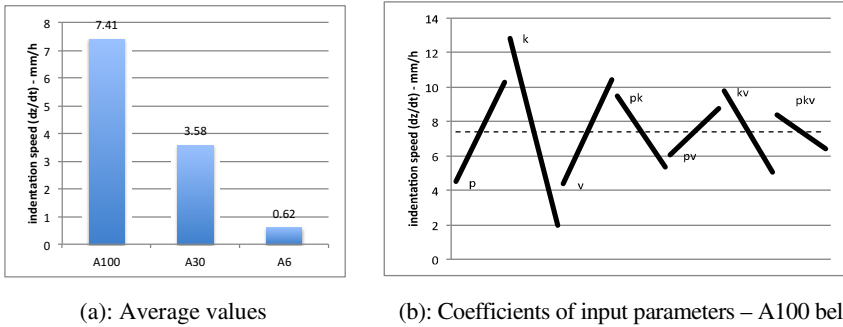 indentation speed (dz/dt) - mm/h
8
7
6
5
4
3
2
1
0
7.41
3.58
0.62
A100
A30
A6
(a): Average values
indentation speed (dz/dt) - mm/h
14
12
10
8
6
4
2
0
p
k
v
pk
pv
kv
pkv
(b): Coefficients of input parameters – A100 bel